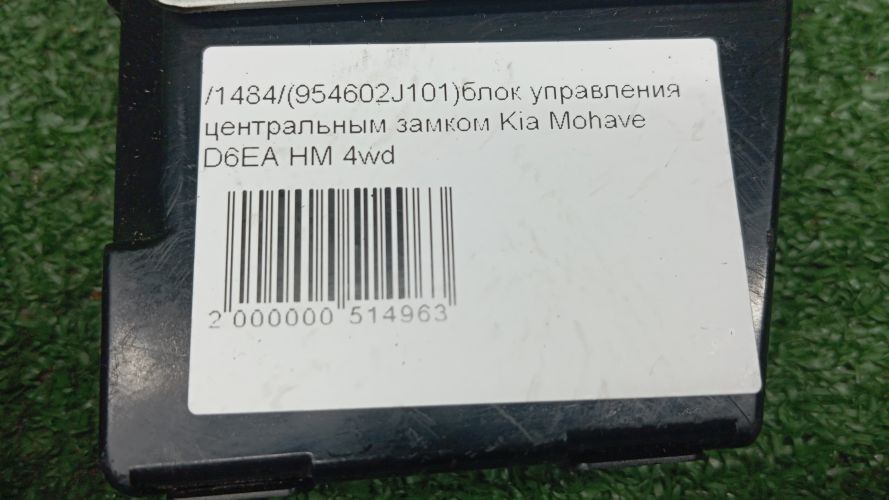 /1484/(954602J101)блок управления
центральным замком Kia Mohave
D6EA HM 4wd
2 000000 514963